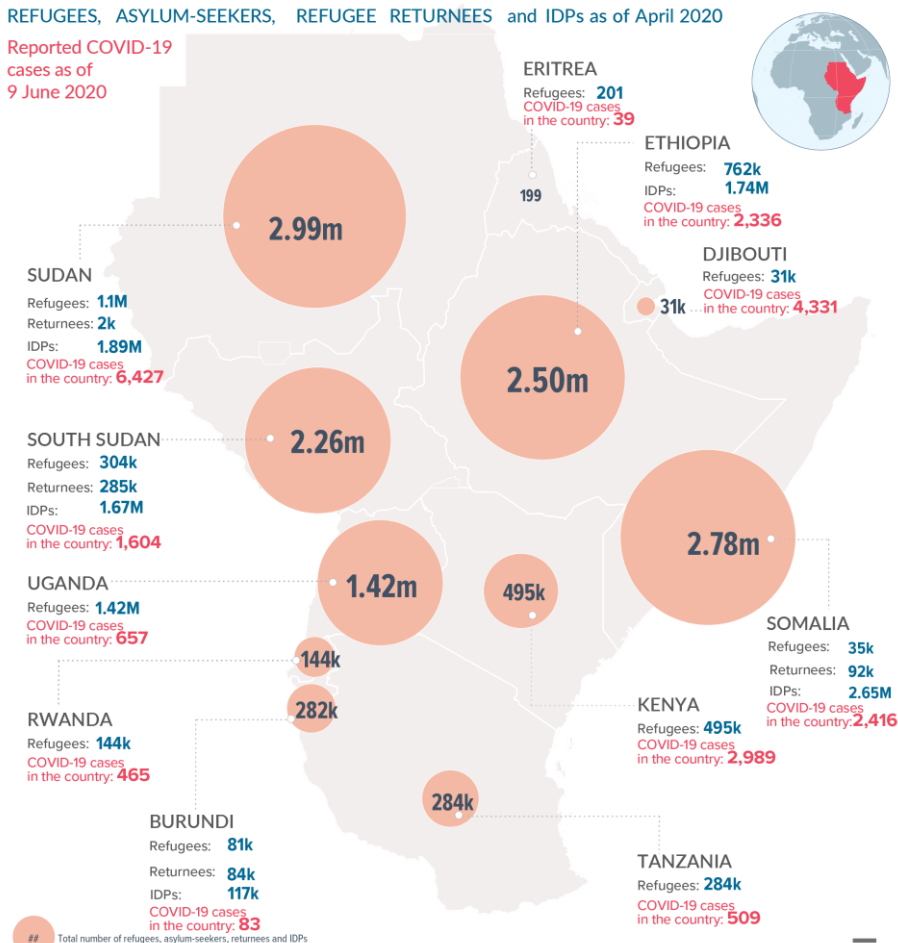 REFUGEES, ASYLUM-SEEKERS, REFUGEE RETURNEES and IDPs as of April 2020
Reported COVID-19
cases as of
9 June 2020
ERITREA
Refugees: 201
COVID-19 cases
in the country: 39
199
ETHIOPIA
Refugees: 762k
IDPs: 1.74M
COVID-19 cases
in the country: 2,336
2.50m
DJIBOUTI
Refugees: 31k
COVID-19 cases
in the country: 4,331
31k
2.99m
SUDAN
Refugees: 1.1M
Returnees: 2k
IDPs: 1.89M
COVID-19 cases
in the country: 6,427
2.26m
SOUTH SUDAN
Refugees: 304k
Returnees: 285k
IDPs: 1.67M
COVID-19 cases
in the country: 1,604
2.78m
SOMALIA
Refugees: 35k
Returnees: 92k
IDPs: 2.65M
COVID-19 cases
in the country: 2,416
1.42m
UGANDA
Refugees: 1.42M
COVID-19 cases
in the country: 657
495k
KENYA
Refugees: 495k
COVID-19 cases
in the country: 2,989
144k
RWANDA
Refugees: 144k
COVID-19 cases
in the country: 465
282k
BURUNDI
Refugees: 81k
Returnees: 84k
IDPs: 117k
COVID-19 cases
in the country: 83
284k
TANZANIA
Refugees: 284k
COVID-19 cases
in the country: 509
## Total number of refugees, asylum-seekers, returnees and IDPs